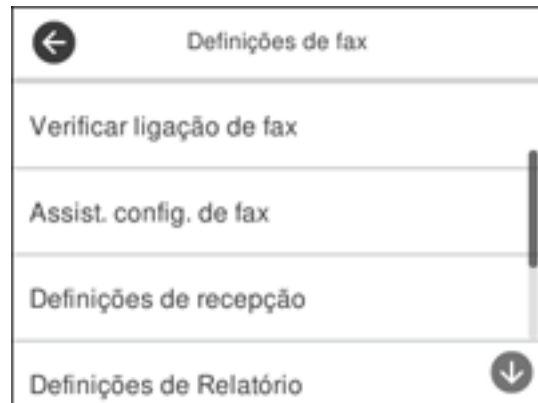 Definições de fax
Verificar ligação de fax
Assist. config. de fax
Definições de recepção
Definições de Relatório